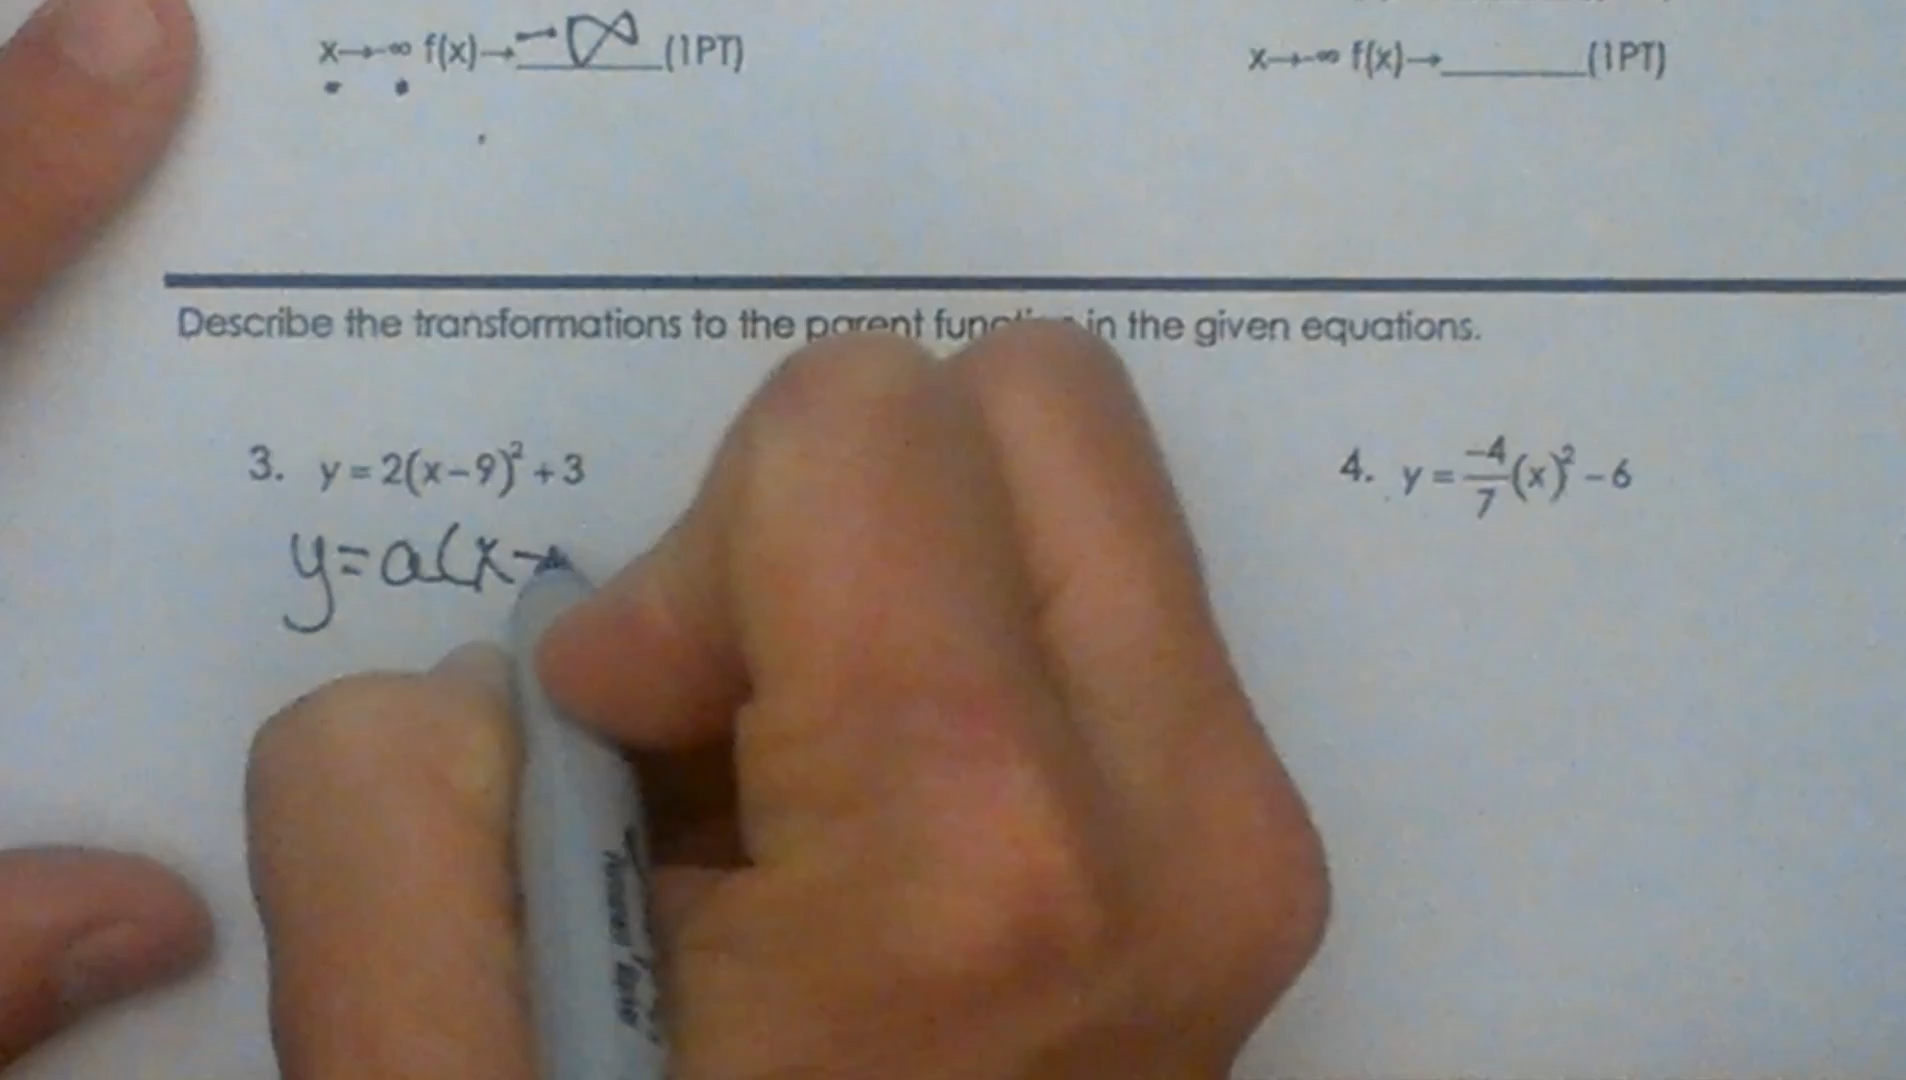 x→-∞ f(x)→ -∞ (1PT)
x→-∞ f(x)→______(1PT)
Describe the transformations to the parent in the given equations.
3. y = 2(x-9)² + 3
4. y = -4/7 (x)² - 6
y=a(x-